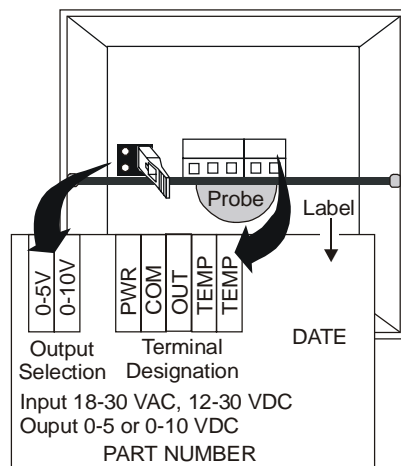 Probe
Label
0-5V
0-10V
PWR
COM
OUT
TEMP
TEMP
DATE
Output
Selection
Terminal
Designation
Input 18-30 VAC, 12-30 VDC
Ouput 0-5 or 0-10 VDC
PART NUMBER